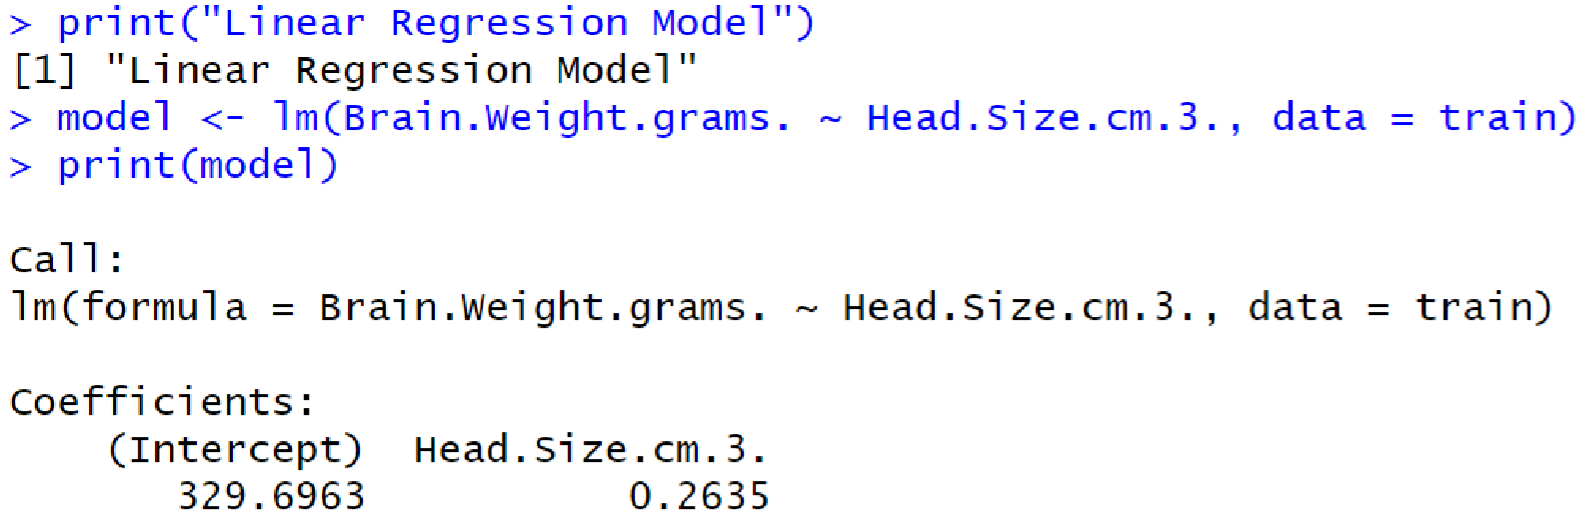 > print("Linear Regression Model")
[1] "Linear Regression Model"
> model <- lm(Brain.Weight.grams. ~ Head.Size.cm.3., data = train)
> print(model)
Call:
lm(formula = Brain.Weight.grams. ~ Head.Size.cm.3., data = train)
Coefficients:
(Intercept)  Head.Size.cm.3.
329.6963  0.2635